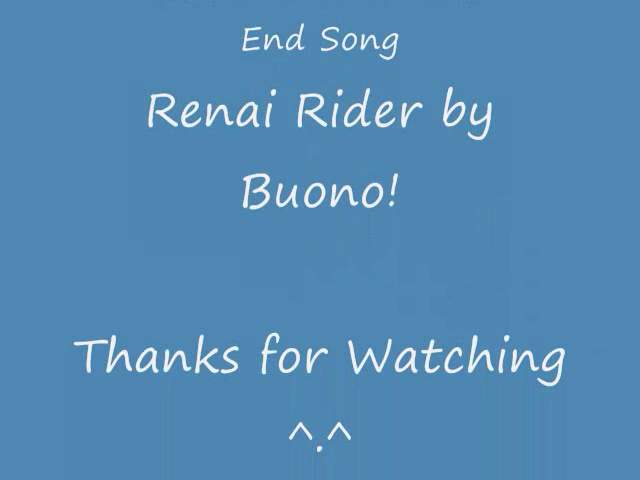 End Song
Renai Rider by
Buono!
Thanks for Watching
^.^